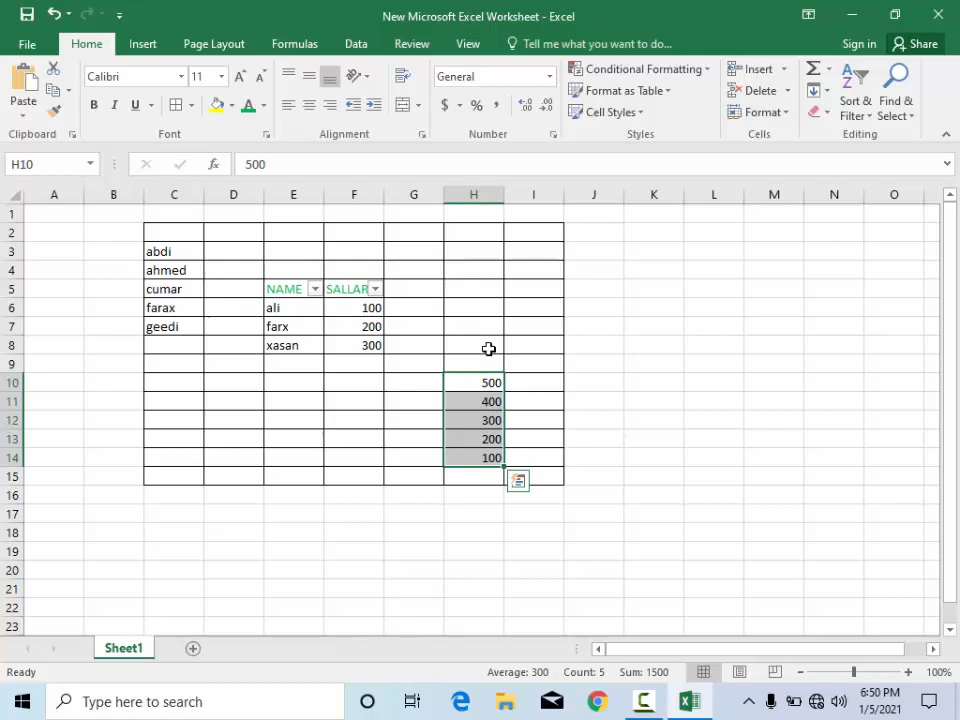 New Microsoft Excel Worksheet - Excel
File Home Insert Page Layout Formulas Data Review View Tell me what you want to do... Sign in Share
Paste
Calibri 11 A A
B I U A
General
$ % , .0 .00 .00 .0
Conditional Formatting
Format as Table
Cell Styles
Insert
Delete
Format
Sort &
Filter
Find &
Select
Clipboard Font Alignment Number Styles Cells Editing
H10 fx 500
A B C D E F G H I J K L M N O
1
2
3 abdi
4 ahmed
5 cumar NAME SALLAR
6 farax ali 100
7 geedi farx 200
8 xasan 300
9
10 500
11 400
12 300
13 200
14 100
15
16
17
18
19
20
21
22
23
Sheet1
Ready Average: 300 Count: 5 Sum: 1500 100%
Type here to search
6:50 PM
1/5/2021